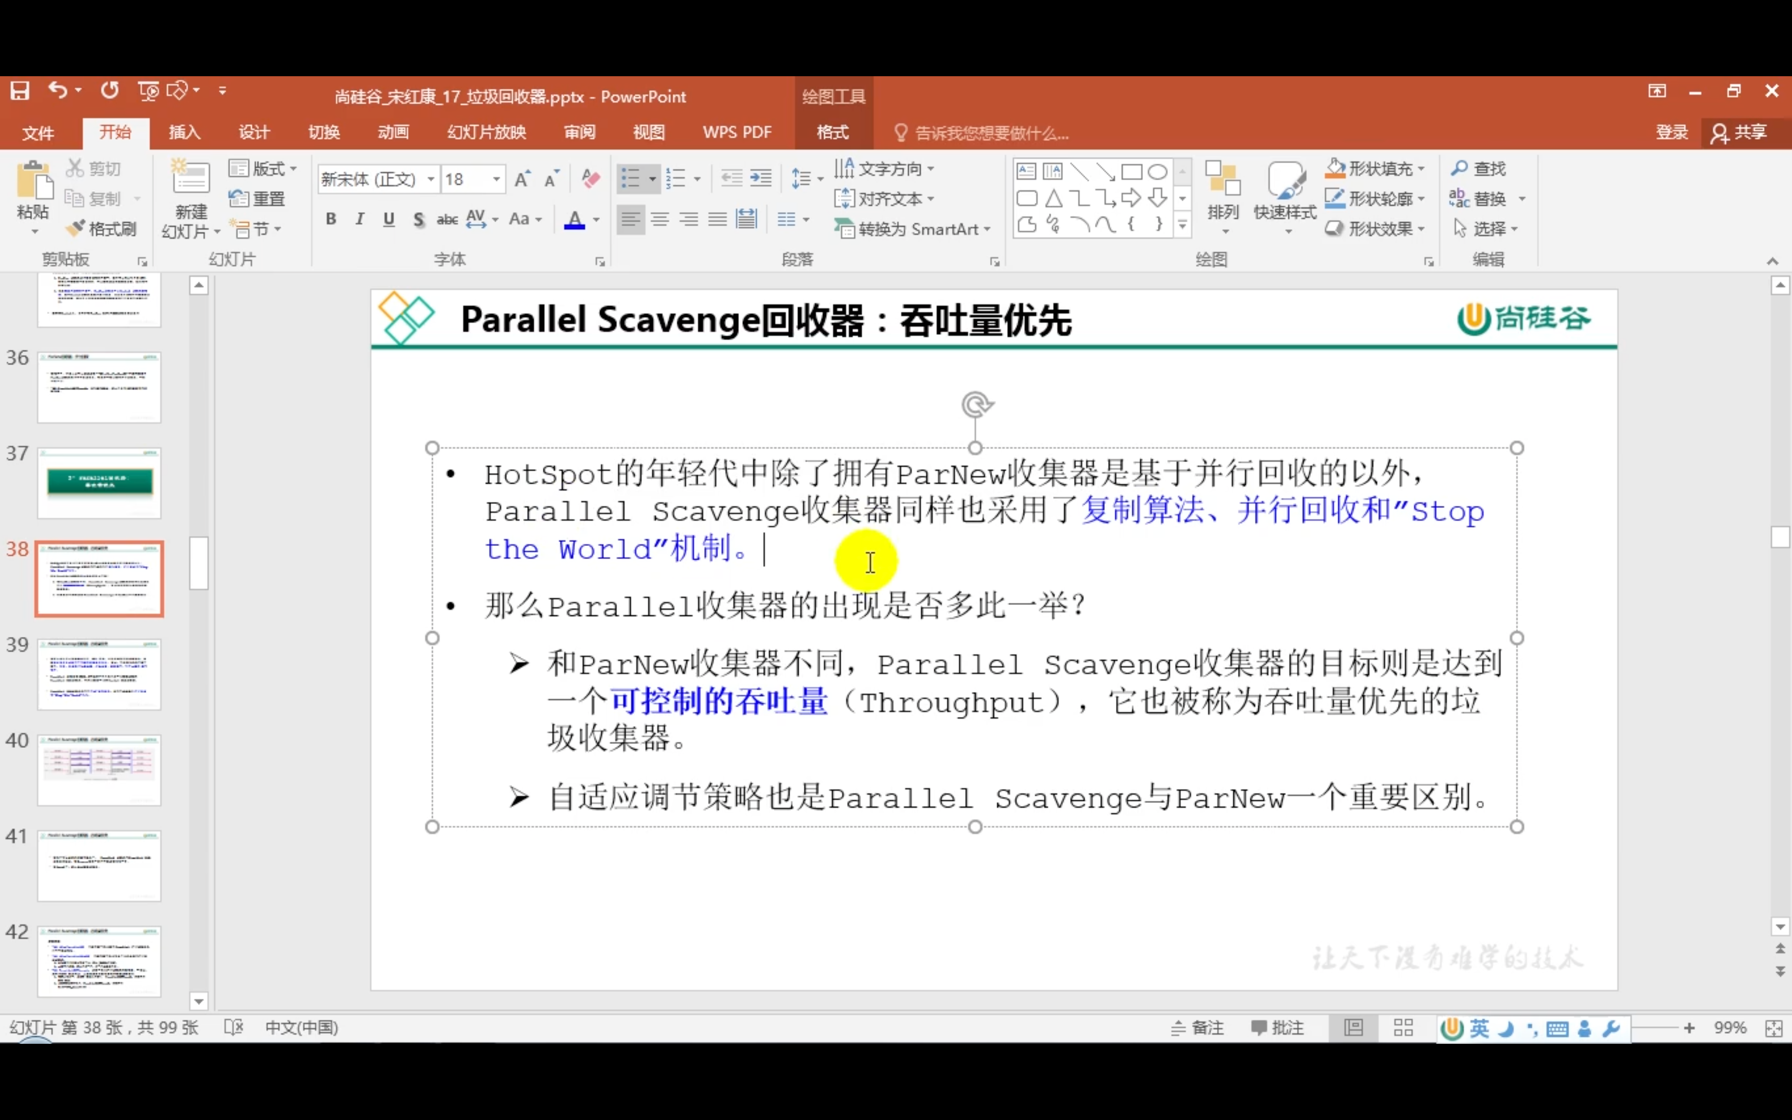 尚硅谷_宋红康_17_垃圾回收器.pptx - PowerPoint
绘图工具
文件 开始 插入 设计 切换 动画 幻灯片放映 审阅 视图 WPS PDF 格式 告诉我您想要做什么... 登录 共享
粘贴 剪切 复制 格式刷 剪贴板
新建 幻灯片 版式 重置 节 幻灯片
新宋体 (正文) 18
B I U S abc AV Aa A 字体
文字方向 对齐文本 转换为 SmartArt 段落
排列 快速样式 形状填充 形状轮廓 形状效果 绘图
查找 替换 选择 编辑
36
37
38
39
40
41
42
Parallel Scavenge回收器：吞吐量优先
尚硅谷
• HotSpot的年轻代中除了拥有ParNew收集器是基于并行回收的以外，
Parallel Scavenge收集器同样也采用了复制算法、并行回收和"Stop
the World"机制。
• 那么Parallel收集器的出现是否多此一举？
➢ 和ParNew收集器不同，Parallel Scavenge收集器的目标则是达到
一个可控制的吞吐量（Throughput），它也被称为吞吐量优先的垃
圾收集器。
➢ 自适应调节策略也是Parallel Scavenge与ParNew一个重要区别。
让天下没有难学的技术
幻灯片 第 38 张，共 99 张 中文(中国) 备注 批注 英 99%